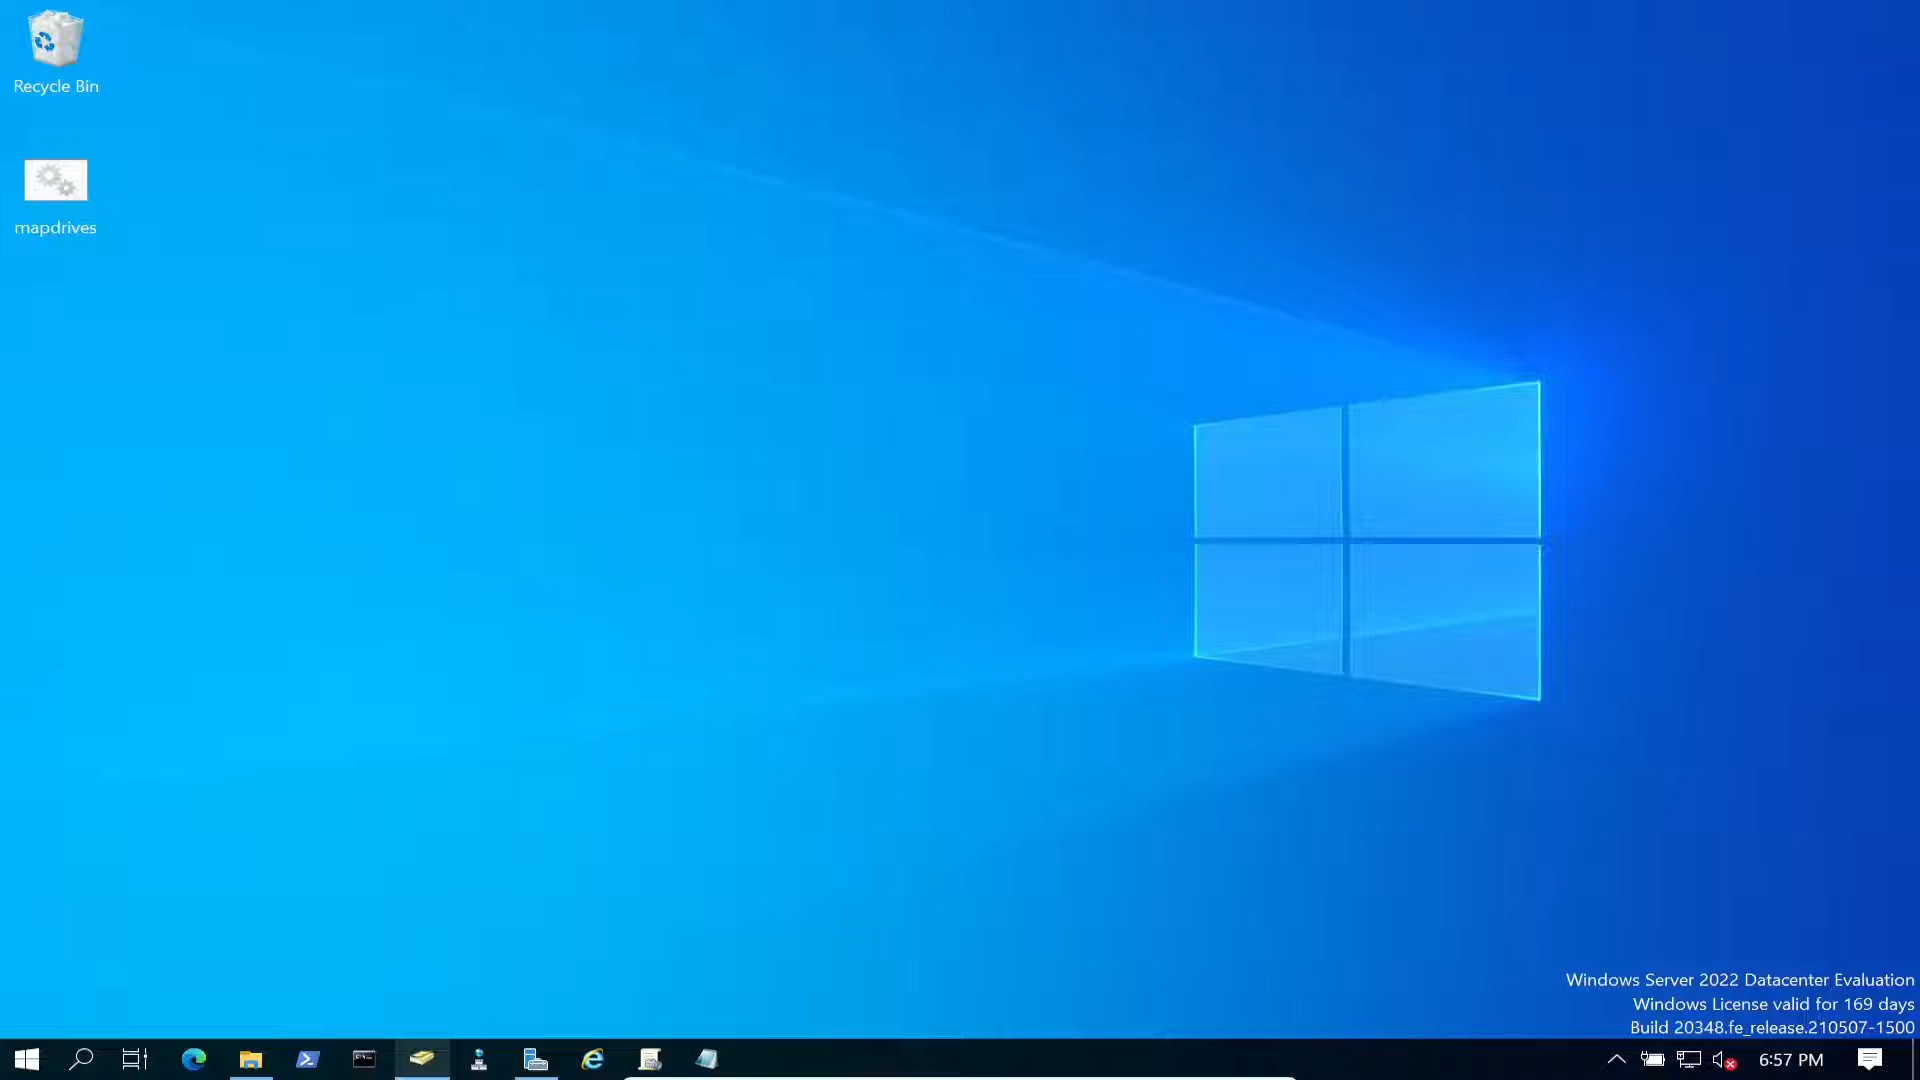 Recycle Bin
mapdrives
Windows Server 2022 Datacenter Evaluation
Windows License valid for 169 days
Build 20348.fe_release.210507-1500
6:57 PM